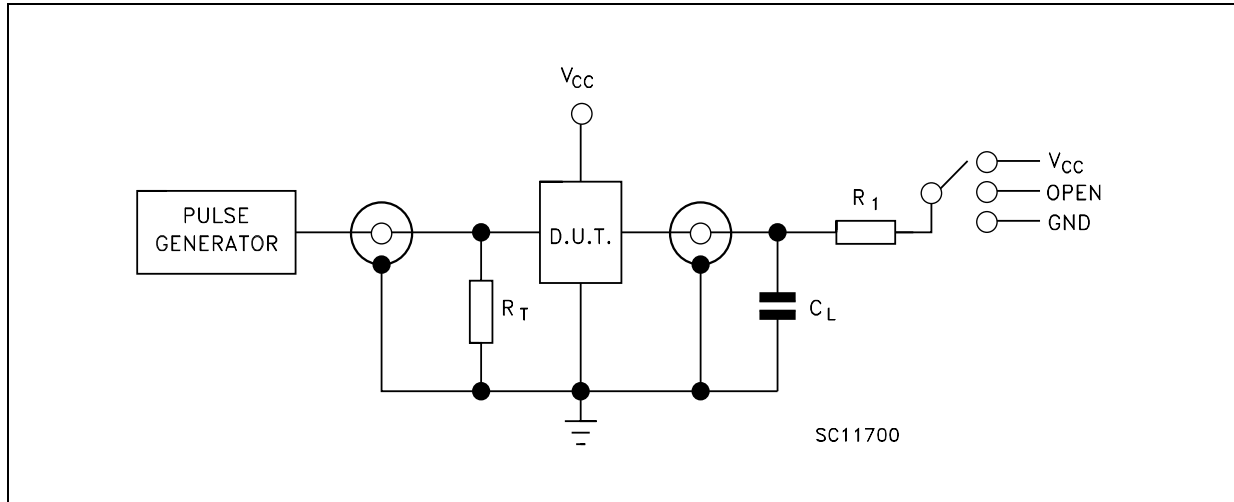 VCC
PULSE
GENERATOR
D.U.T.
RT
R1
CL
VCC
OPEN
GND
SC11700